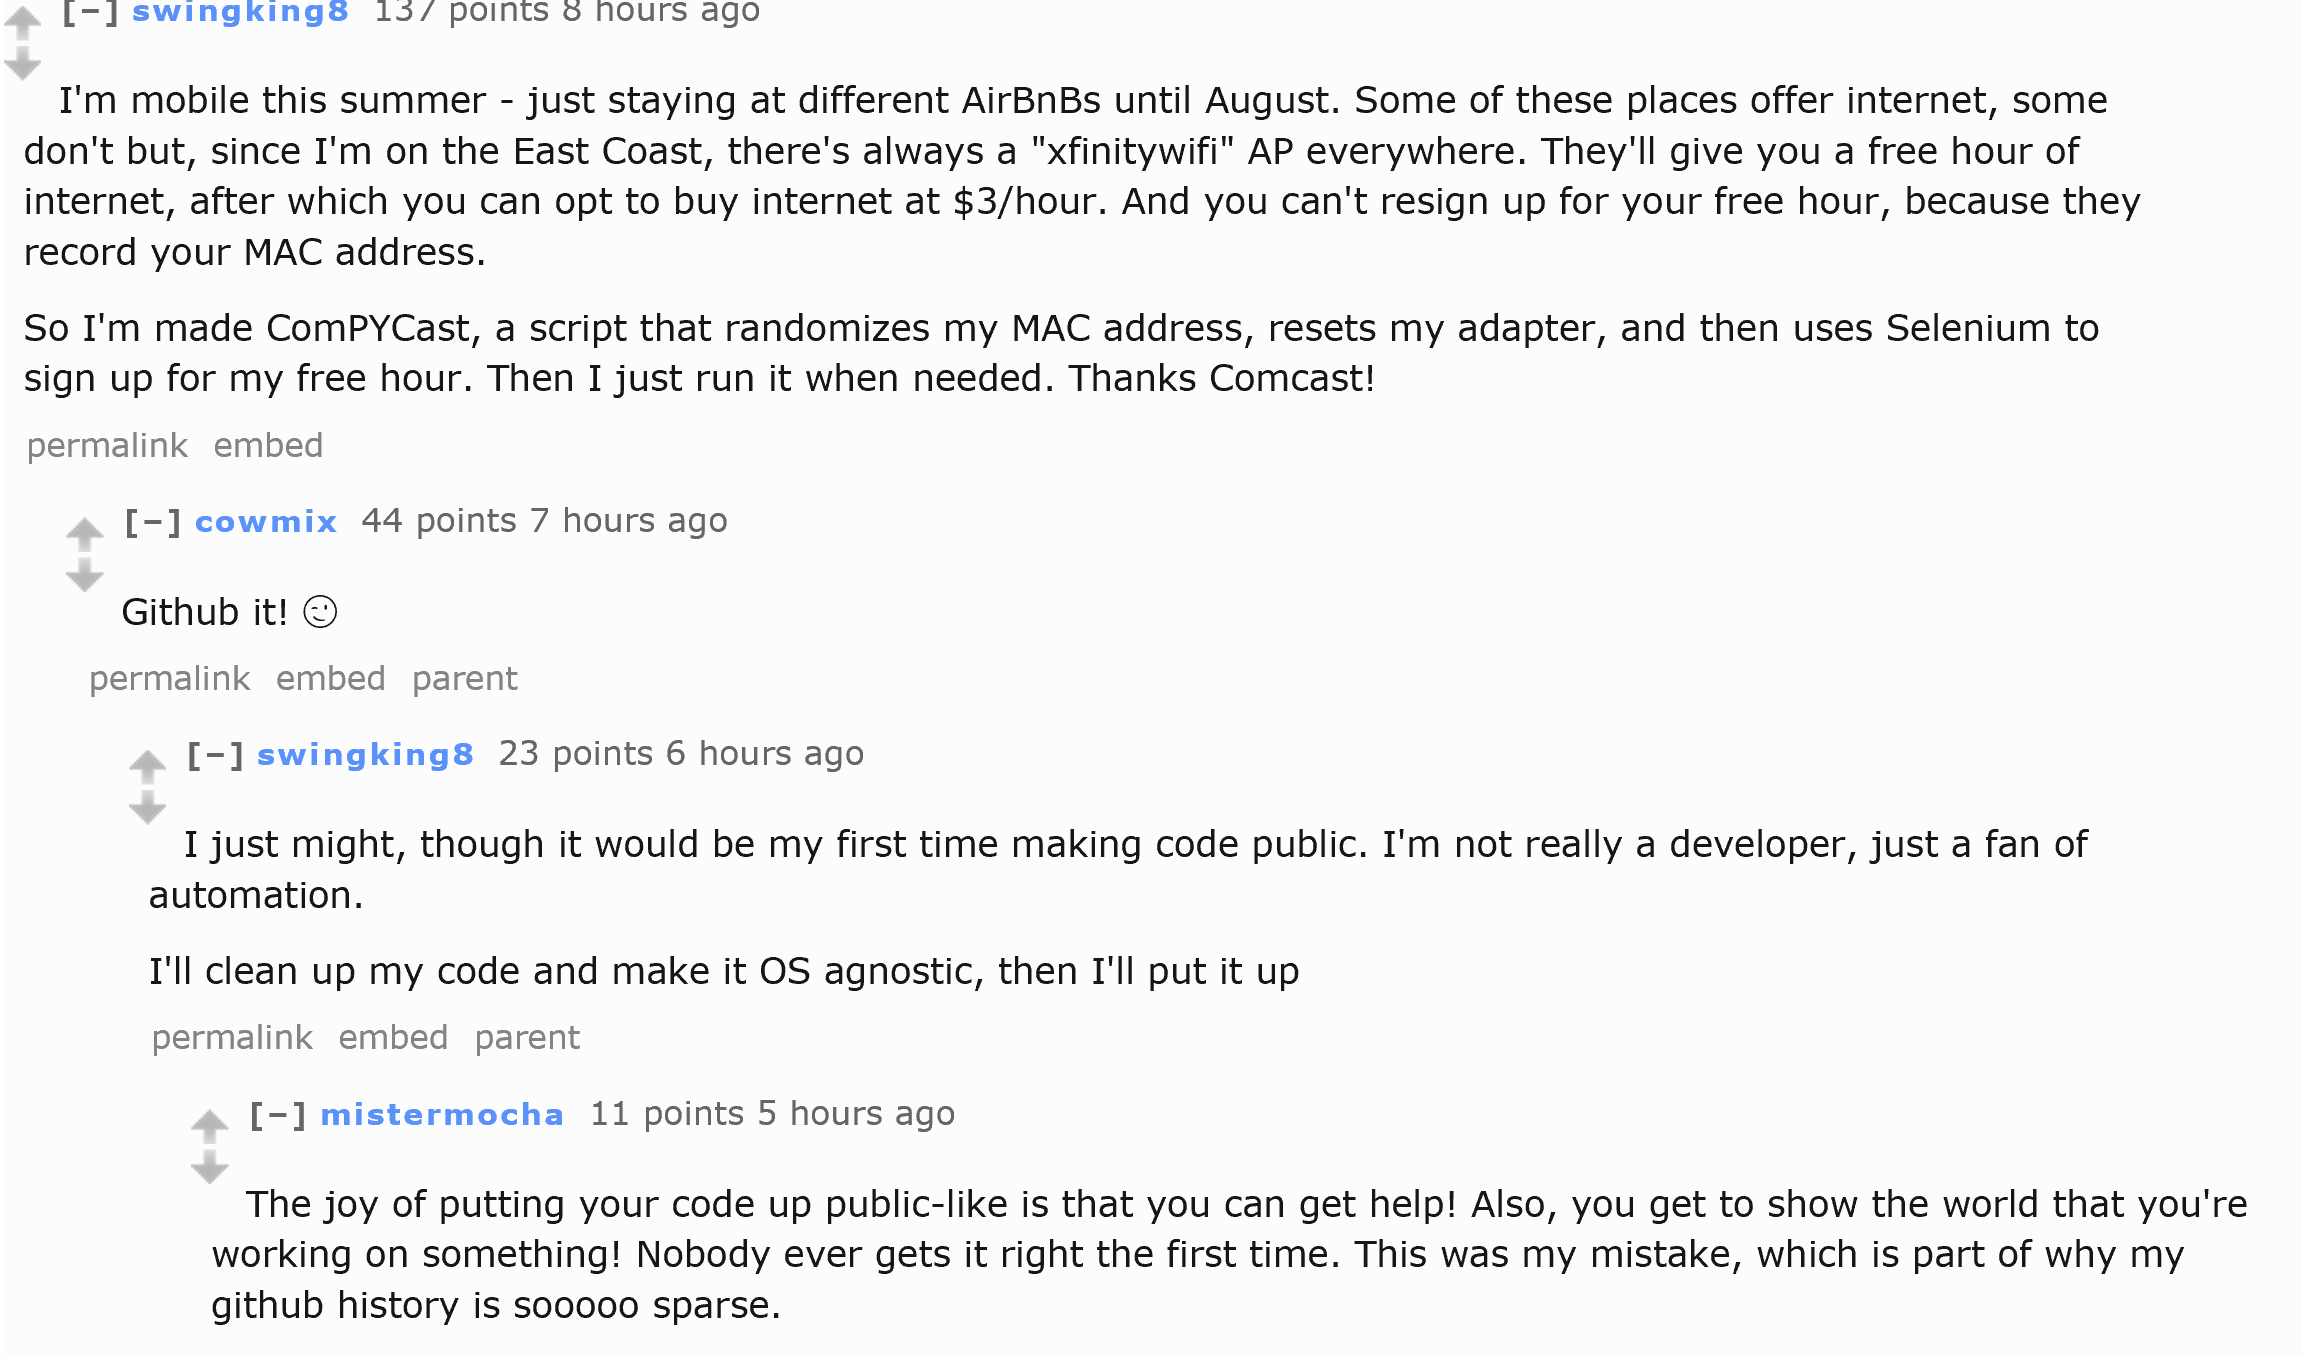 [-] swingking8 137 points 8 hours ago
I'm mobile this summer - just staying at different AirBnBs until August. Some of these places offer internet, some
don't but, since I'm on the East Coast, there's always a "xfinitywifi" AP everywhere. They'll give you a free hour of
internet, after which you can opt to buy internet at $3/hour. And you can't resign up for your free hour, because they
record your MAC address.
So I'm made ComPYCast, a script that randomizes my MAC address, resets my adapter, and then uses Selenium to
sign up for my free hour. Then I just run it when needed. Thanks Comcast!
permalink embed
[-] cowmix 44 points 7 hours ago
Github it! 😉
permalink embed parent
[-] swingking8 23 points 6 hours ago
I just might, though it would be my first time making code public. I'm not really a developer, just a fan of
automation.
I'll clean up my code and make it OS agnostic, then I'll put it up
permalink embed parent
[-] mistermocha 11 points 5 hours ago
The joy of putting your code up public-like is that you can get help! Also, you get to show the world that you're
working on something! Nobody ever gets it right the first time. This was my mistake, which is part of why my
github history is sooooo sparse.